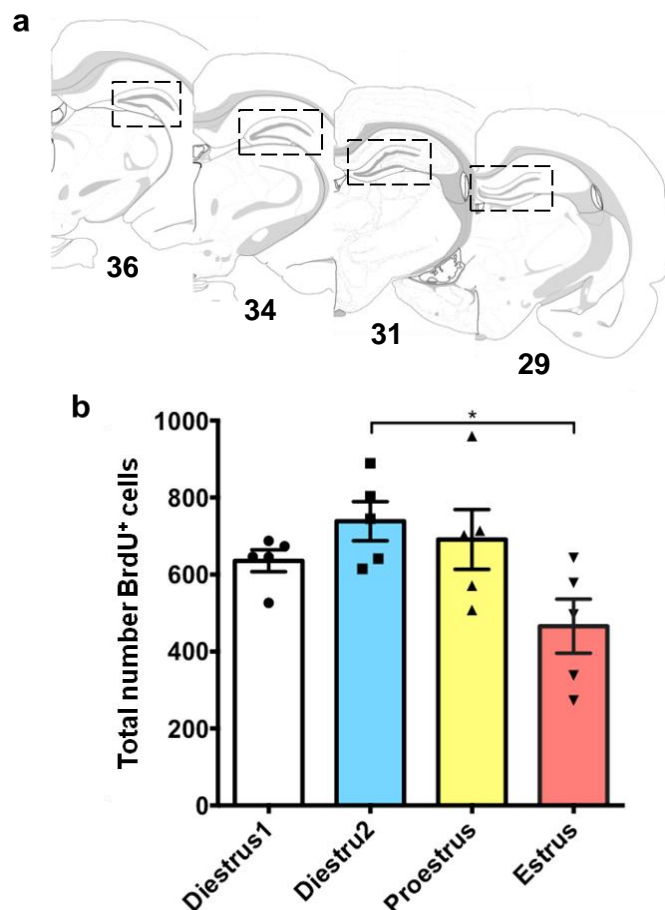 a
36
34
31
29
b
*
Total number BrdU⁺ cells
1000
800
600
400
200
0
Diestrus1
Diestru2
Proestrus
Estrus